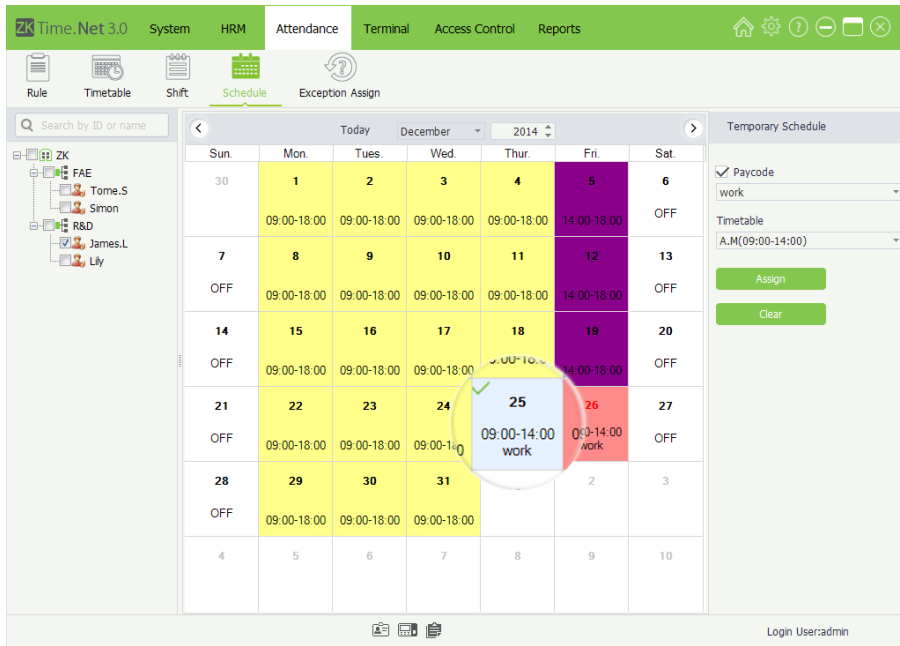 ZK Time.Net 3.0 System HRM Attendance Terminal Access Control Reports
Rule Timetable Shift Schedule Exception Assign
Search by ID or name
ZK
FAE
Tome.S
Simon
R&D
James.L
Lily
Today December 2014
Sun. Mon. Tues. Wed. Thur. Fri. Sat.
30 1 2 3 4 5 6
09:00-18:00 09:00-18:00 09:00-18:00 09:00-18:00 14:00-18:00 OFF
7 8 9 10 11 12 13
OFF 09:00-18:00 09:00-18:00 09:00-18:00 09:00-18:00 14:00-18:00 OFF
14 15 16 17 18 19 20
OFF 09:00-18:00 09:00-18:00 09:00-18:00 14:00-18:00 OFF
21 22 23 24 25 26 27
OFF 09:00-18:00 09:00-18:00 09:00-14:00 OFF
work work
28 29 30 31 2 3
OFF 09:00-18:00 09:00-18:00 09:00-18:00
4 5 6 7 8 9 10
Temporary Schedule
Paycode
work
Timetable
A.M(09:00-14:00)
Assign
Clear
Login User:admin